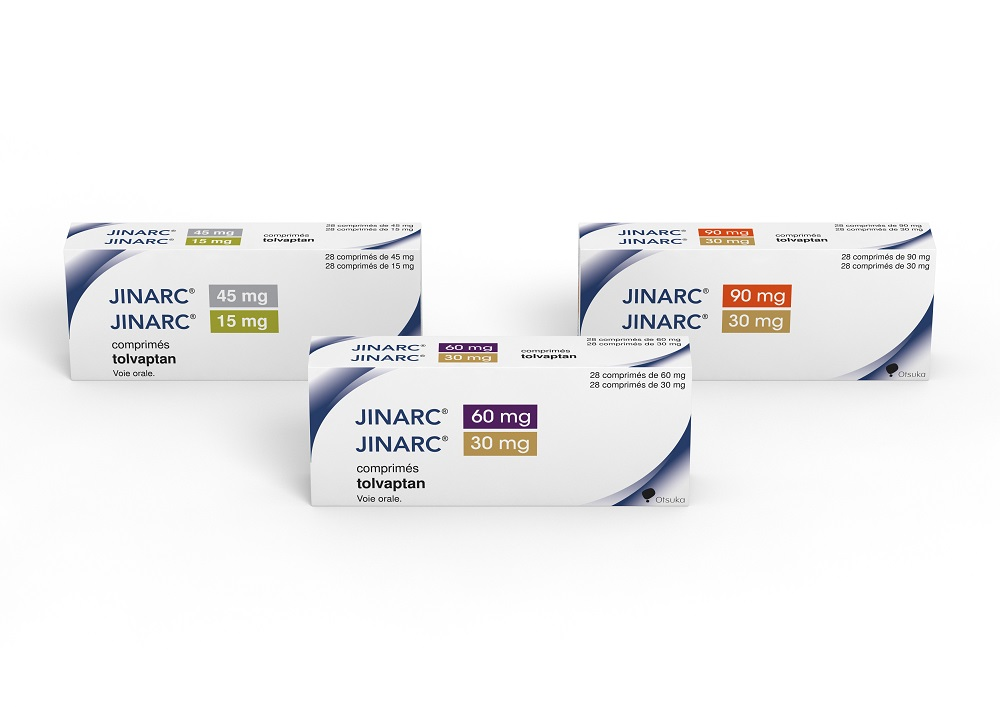 JINARC® 45 mg
JINARC® 15 mg
comprimés
tolvaptan
28 comprimés de 45 mg
28 comprimés de 15 mg
28 comprimés de 45 mg
28 comprimés de 15 mg
JINARC® 45 mg
JINARC® 15 mg
comprimés
tolvaptan
Voie orale.
JINARC® 90 mg
JINARC® 30 mg
comprimés
tolvaptan
28 comprimés de 90 mg
28 comprimés de 30 mg
28 comprimés de 90 mg
28 comprimés de 30 mg
JINARC® 90 mg
JINARC® 30 mg
Otsuka
JINARC® 60 mg
JINARC® 30 mg
comprimés
tolvaptan
28 comprimés de 60 mg
28 comprimés de 30 mg
28 comprimés de 60 mg
28 comprimés de 30 mg
JINARC® 60 mg
JINARC® 30 mg
comprimés
tolvaptan
Voie orale.
Otsuka